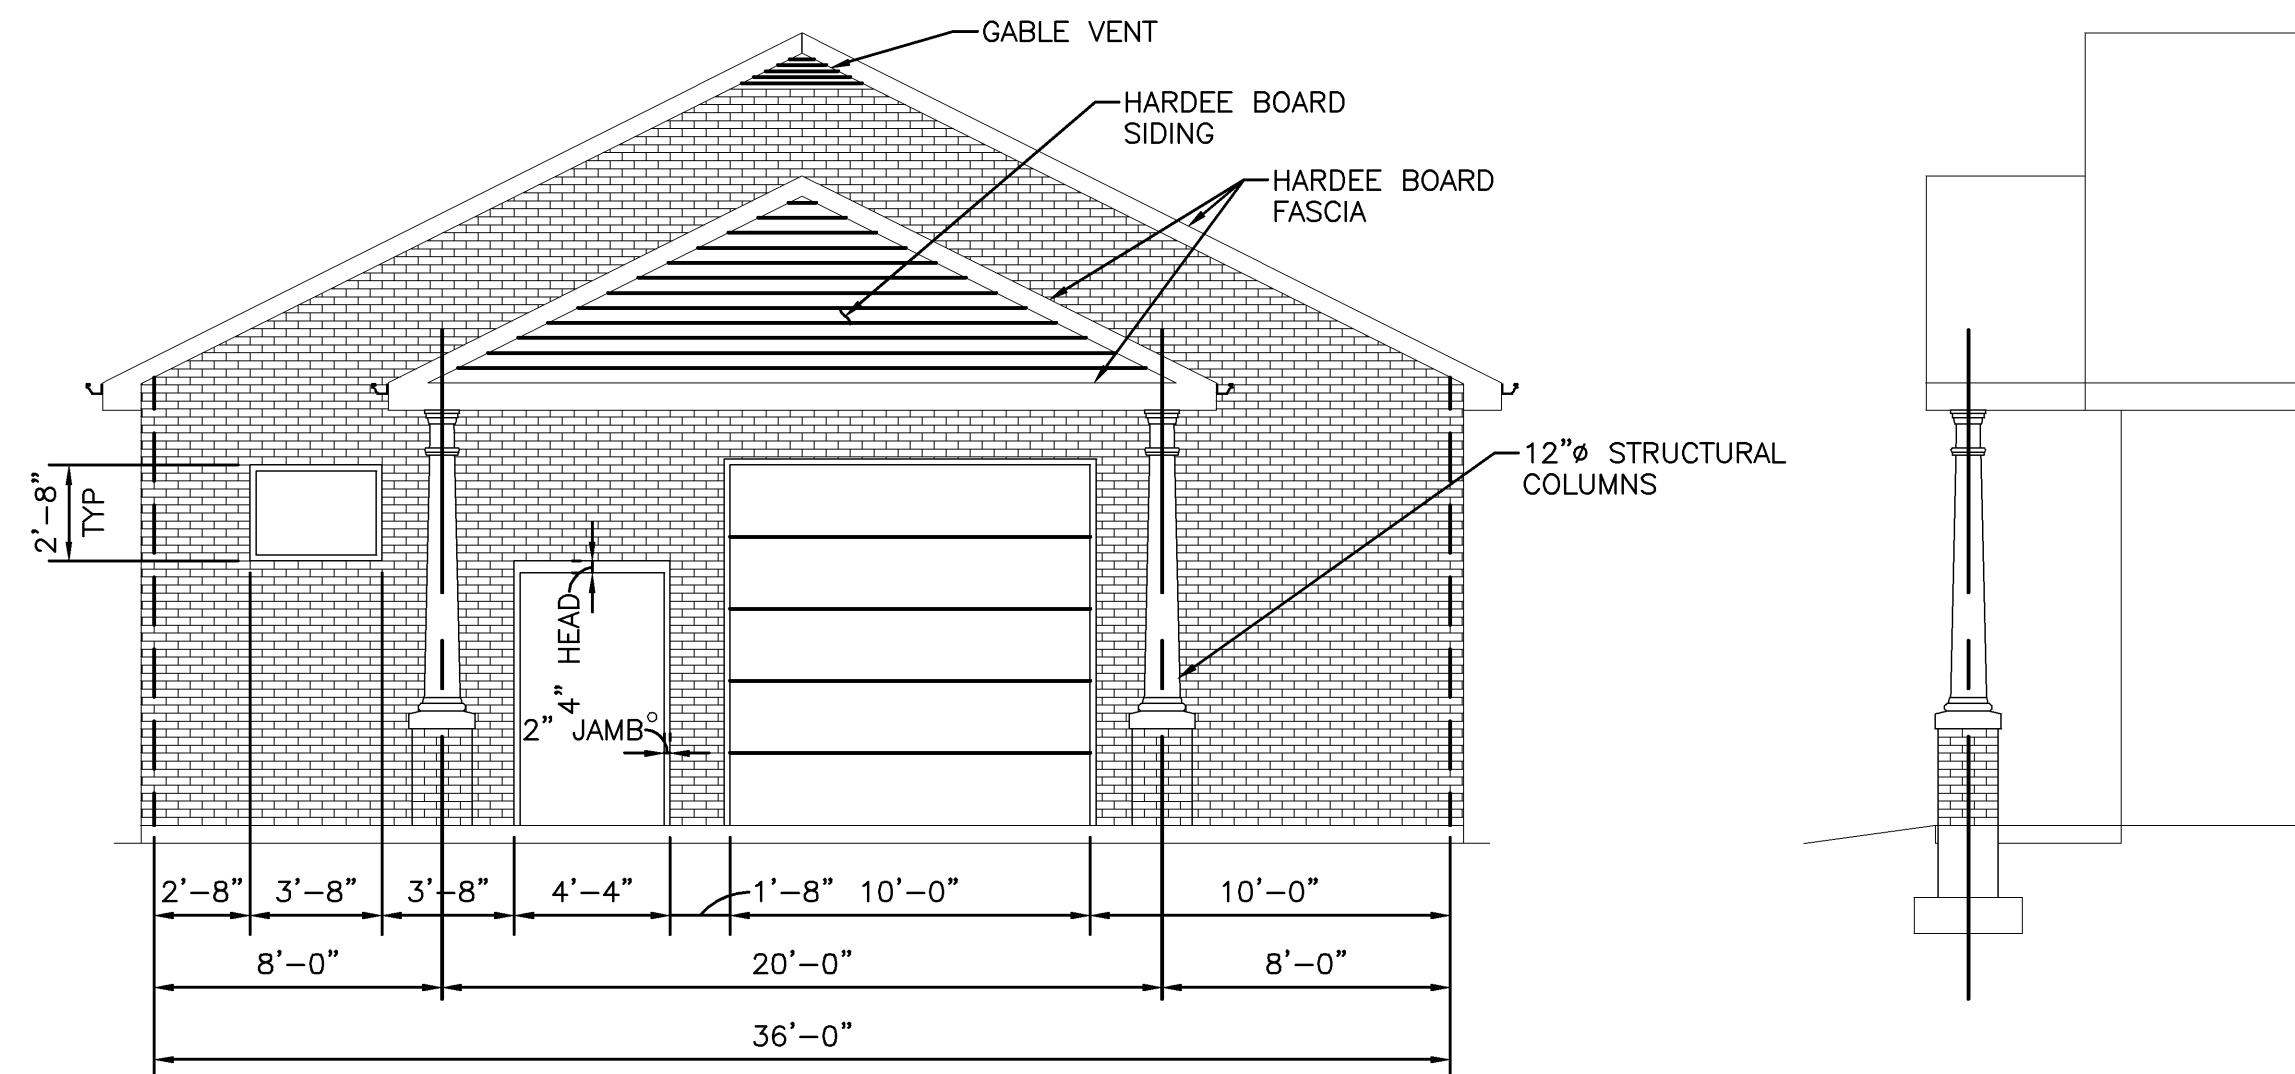 GABLE VENT
HARDEE BOARD
SIDING
HARDEE BOARD
FASCIA
12"ø STRUCTURAL
COLUMNS
2'-8"
TYP
4" HEAD
2" JAMB
2'-8" 3'-8" 3'-8" 4'-4" 1'-8" 10'-0" 10'-0"
8'-0" 20'-0" 8'-0"
36'-0"